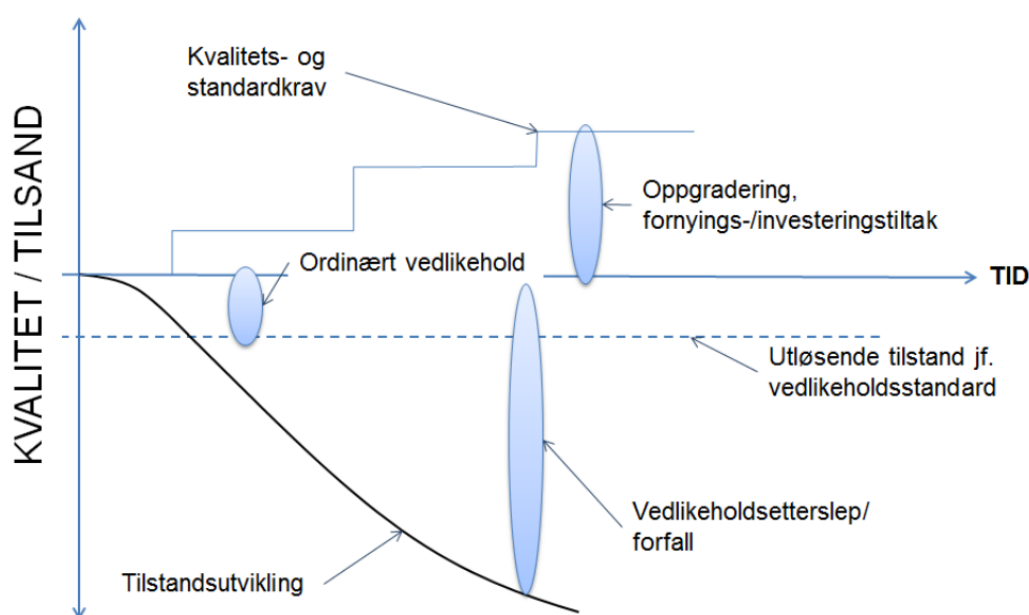 KVALITET / TILSAND
Kvalitets- og
standardkrav
Oppgradering,
fornyings-/investeringstiltak
Ordinært vedlikehold
TID
Utløsende tilstand jf.
vedlikeholdsstandard
Vedlikeholdsetterslep/
forfall
Tilstandsutvikling